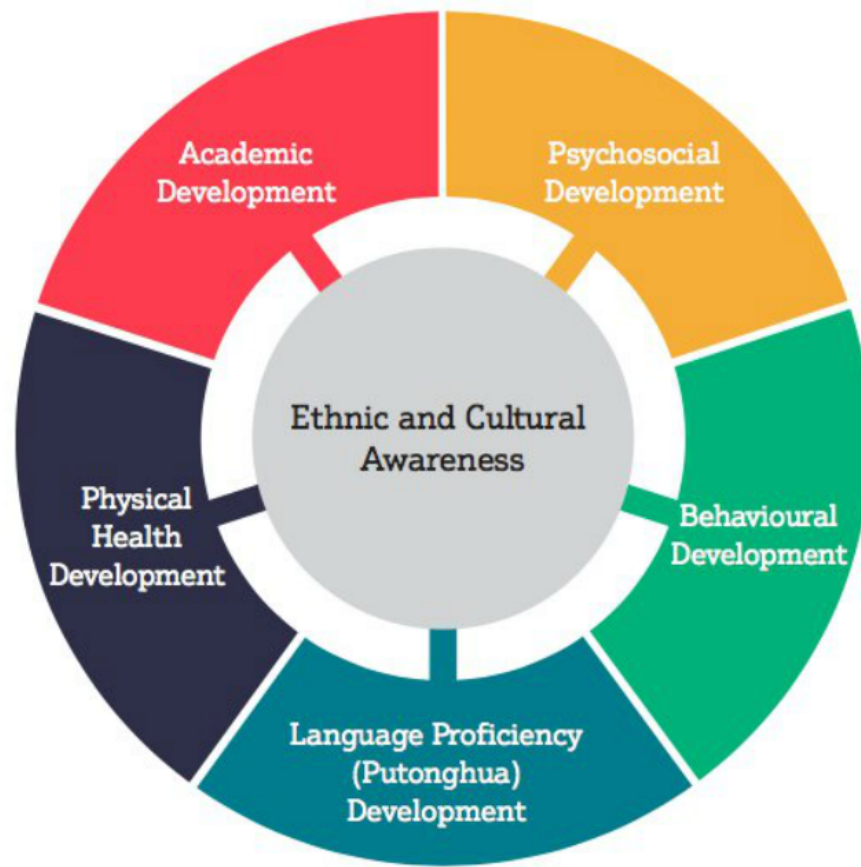 Academic
Development
Psychosocial
Development
Ethnic and Cultural
Awareness
Physical
Health
Development
Behavioural
Development
Language Proficiency
(Putonghua)
Development